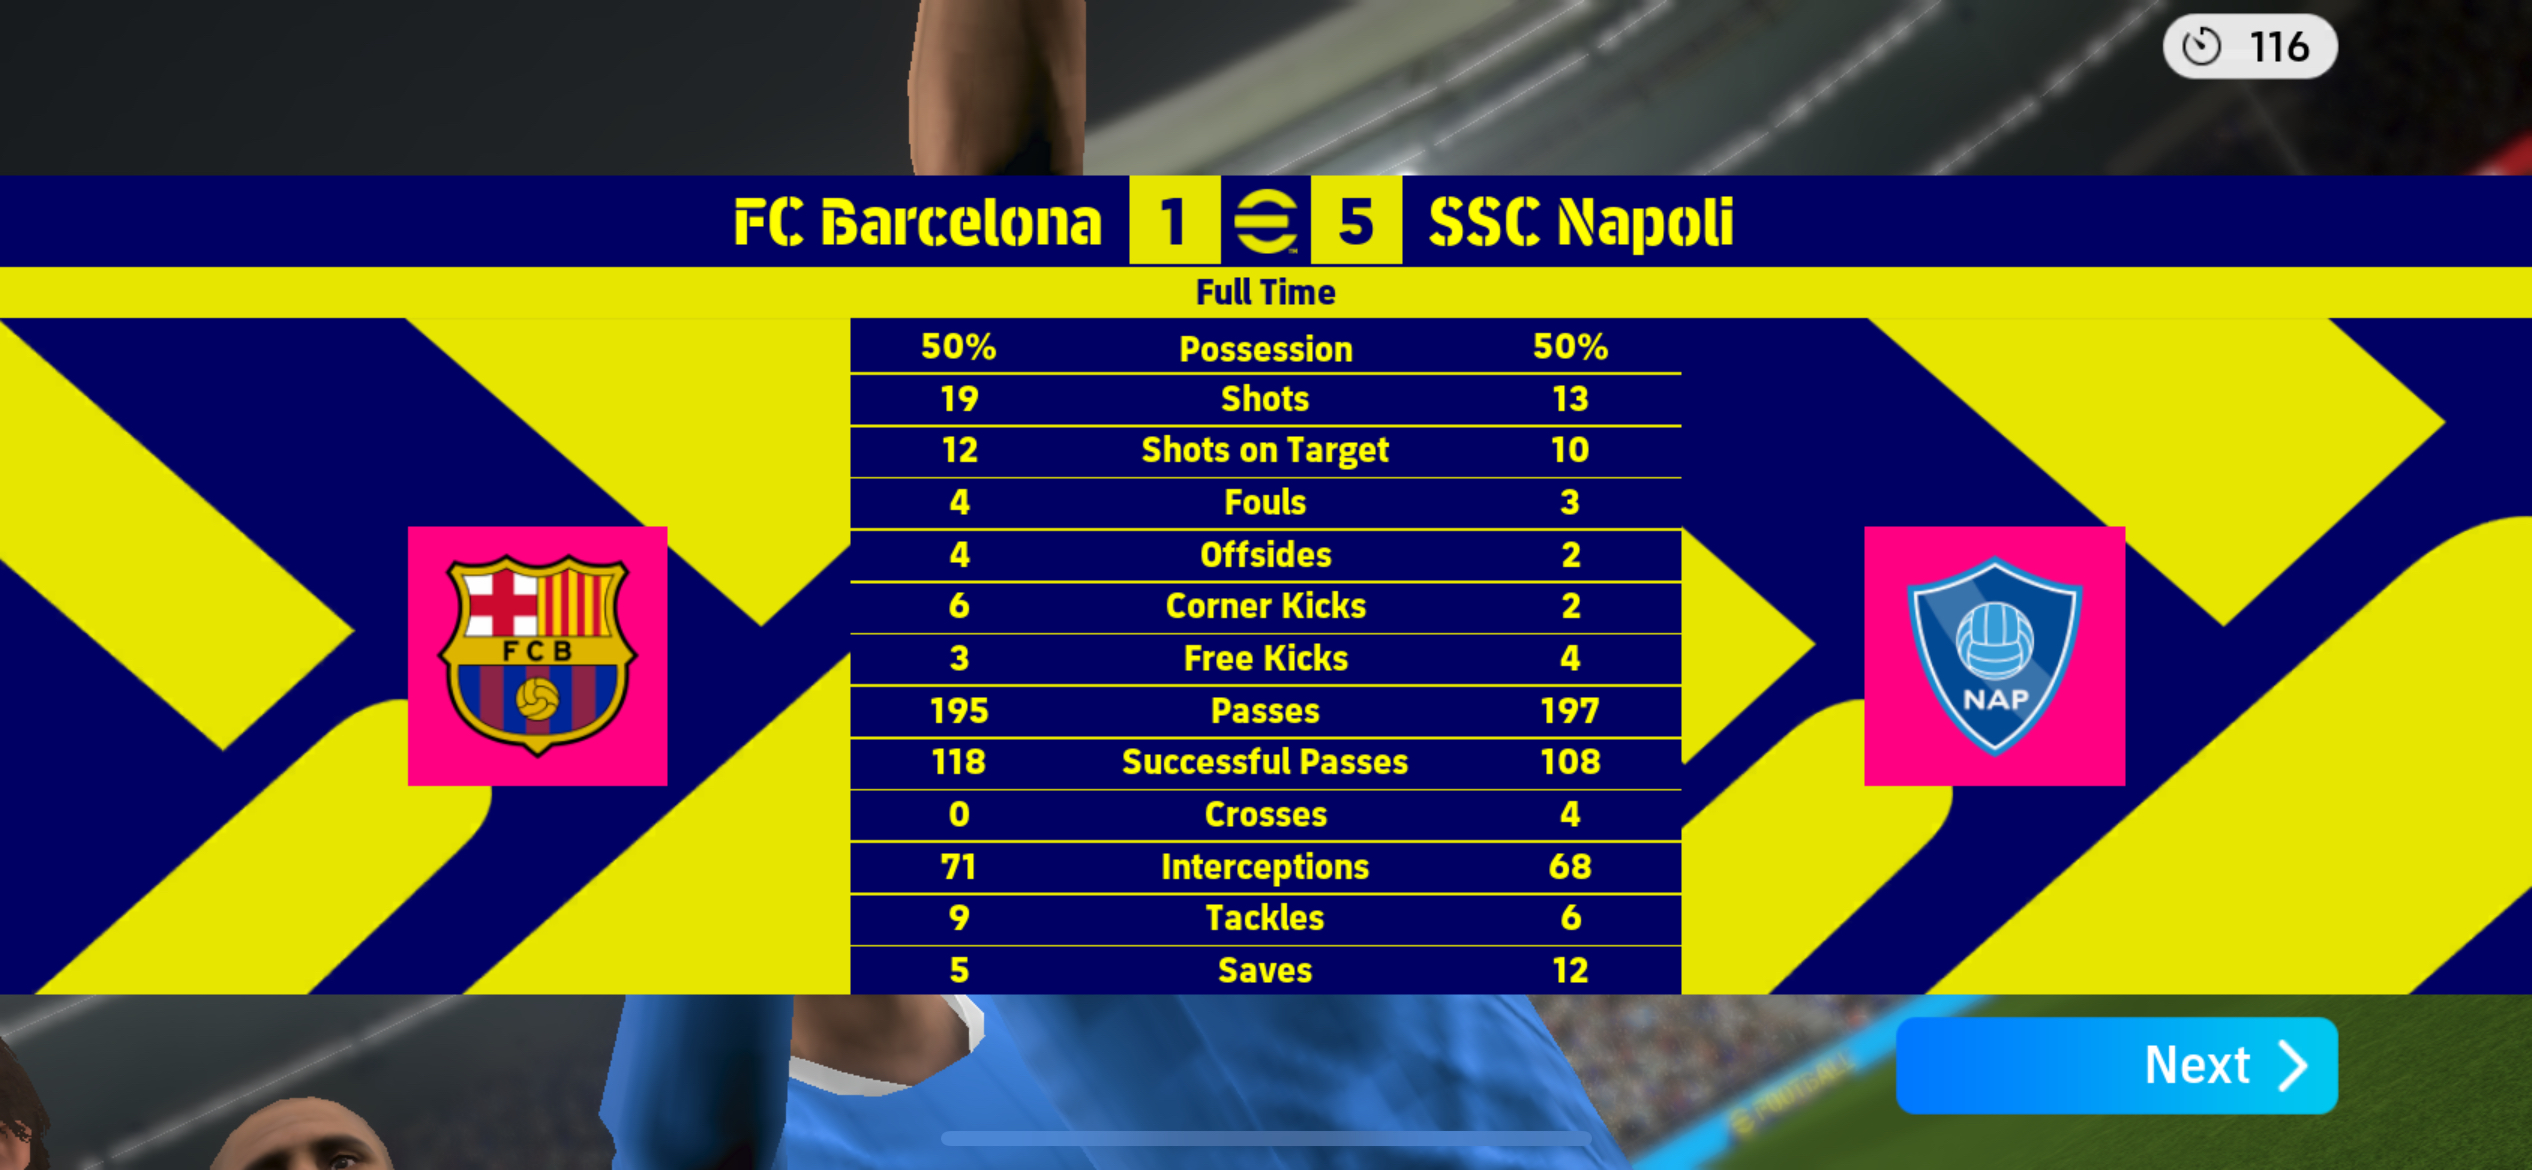 116
FC Barcelona 1 5 SSC Napoli
Full Time
50% Possession 50%
19 Shots 13
12 Shots on Target 10
4 Fouls 3
4 Offsides 2
6 Corner Kicks 2
3 Free Kicks 4
195 Passes 197
118 Successful Passes 108
0 Crosses 4
71 Interceptions 68
9 Tackles 6
5 Saves 12
FCB
NAP
Next
FOOTBALL